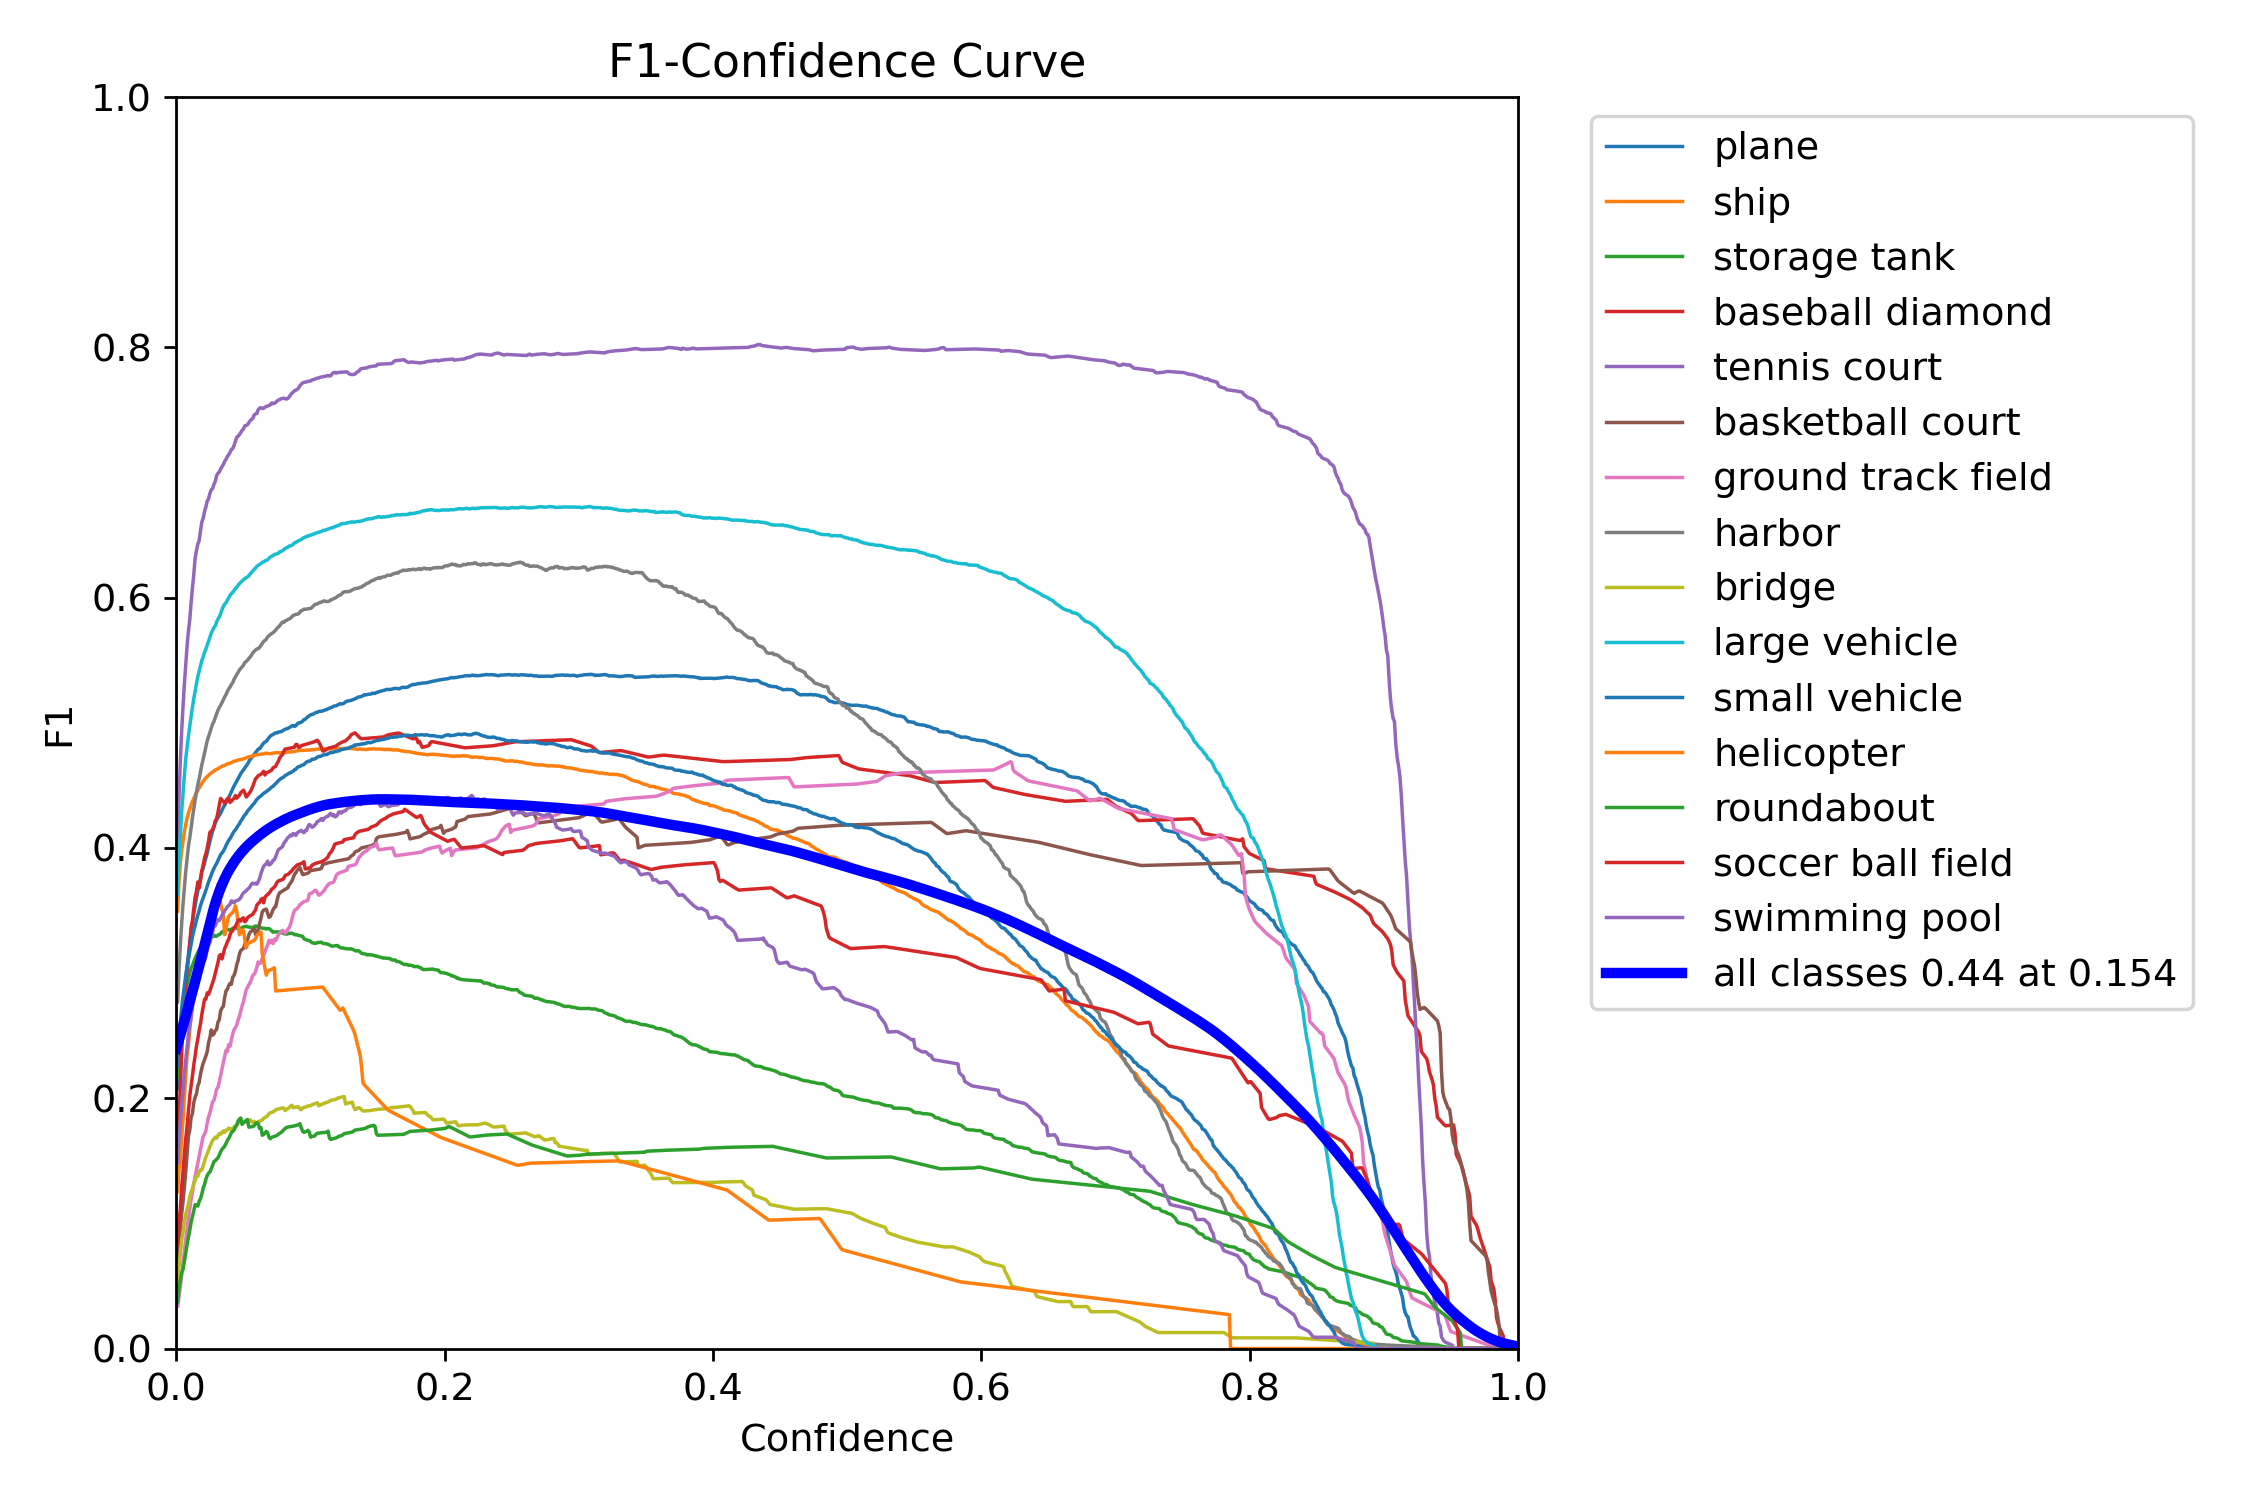 F1-Confidence Curve
1.0
0.8
0.6
0.4
0.2
0.0
F1
0.0 0.2 0.4 0.6 0.8 1.0
Confidence
plane
ship
storage tank
baseball diamond
tennis court
basketball court
ground track field
harbor
bridge
large vehicle
small vehicle
helicopter
roundabout
soccer ball field
swimming pool
all classes 0.44 at 0.154